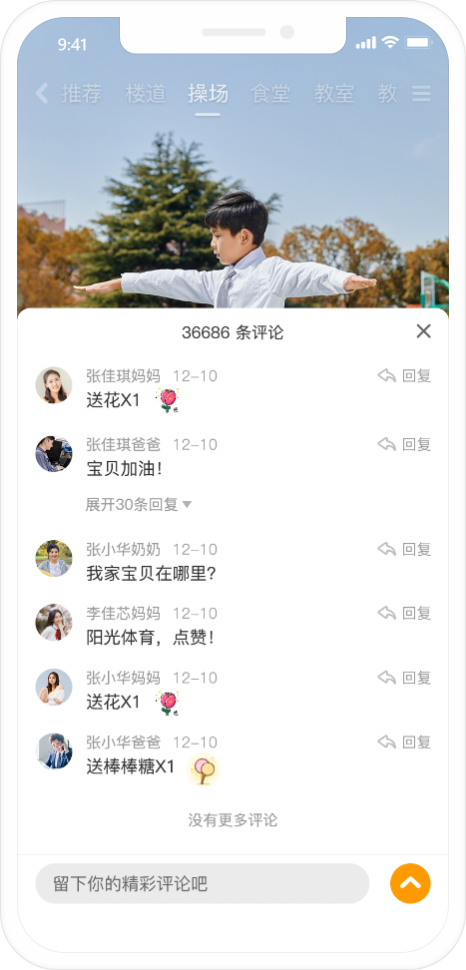 9:41
推荐 楼道 操场 食堂 教室 教
36686 条评论
张佳琪妈妈 12-10 回复
送花X1
张佳琪爸爸 12-10 回复
宝贝加油！
展开30条回复
张小华奶奶 12-10 回复
我家宝贝在哪里?
李佳芯妈妈 12-10 回复
阳光体育，点赞！
张小华妈妈 12-10 回复
送花X1
张小华爸爸 12-10 回复
送棒棒糖X1
没有更多评论
留下你的精彩评论吧